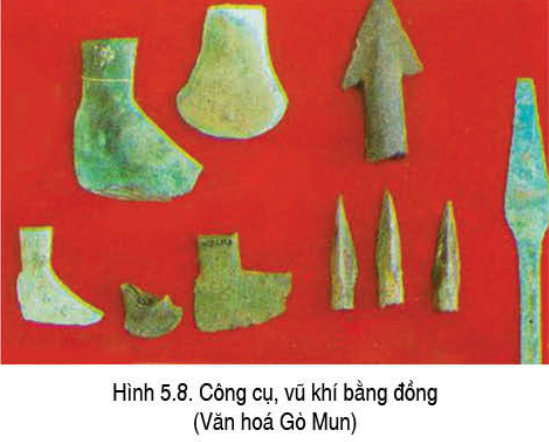 Hình 5.8. Công cụ, vũ khí bằng đồng
(Văn hoá Gò Mun)